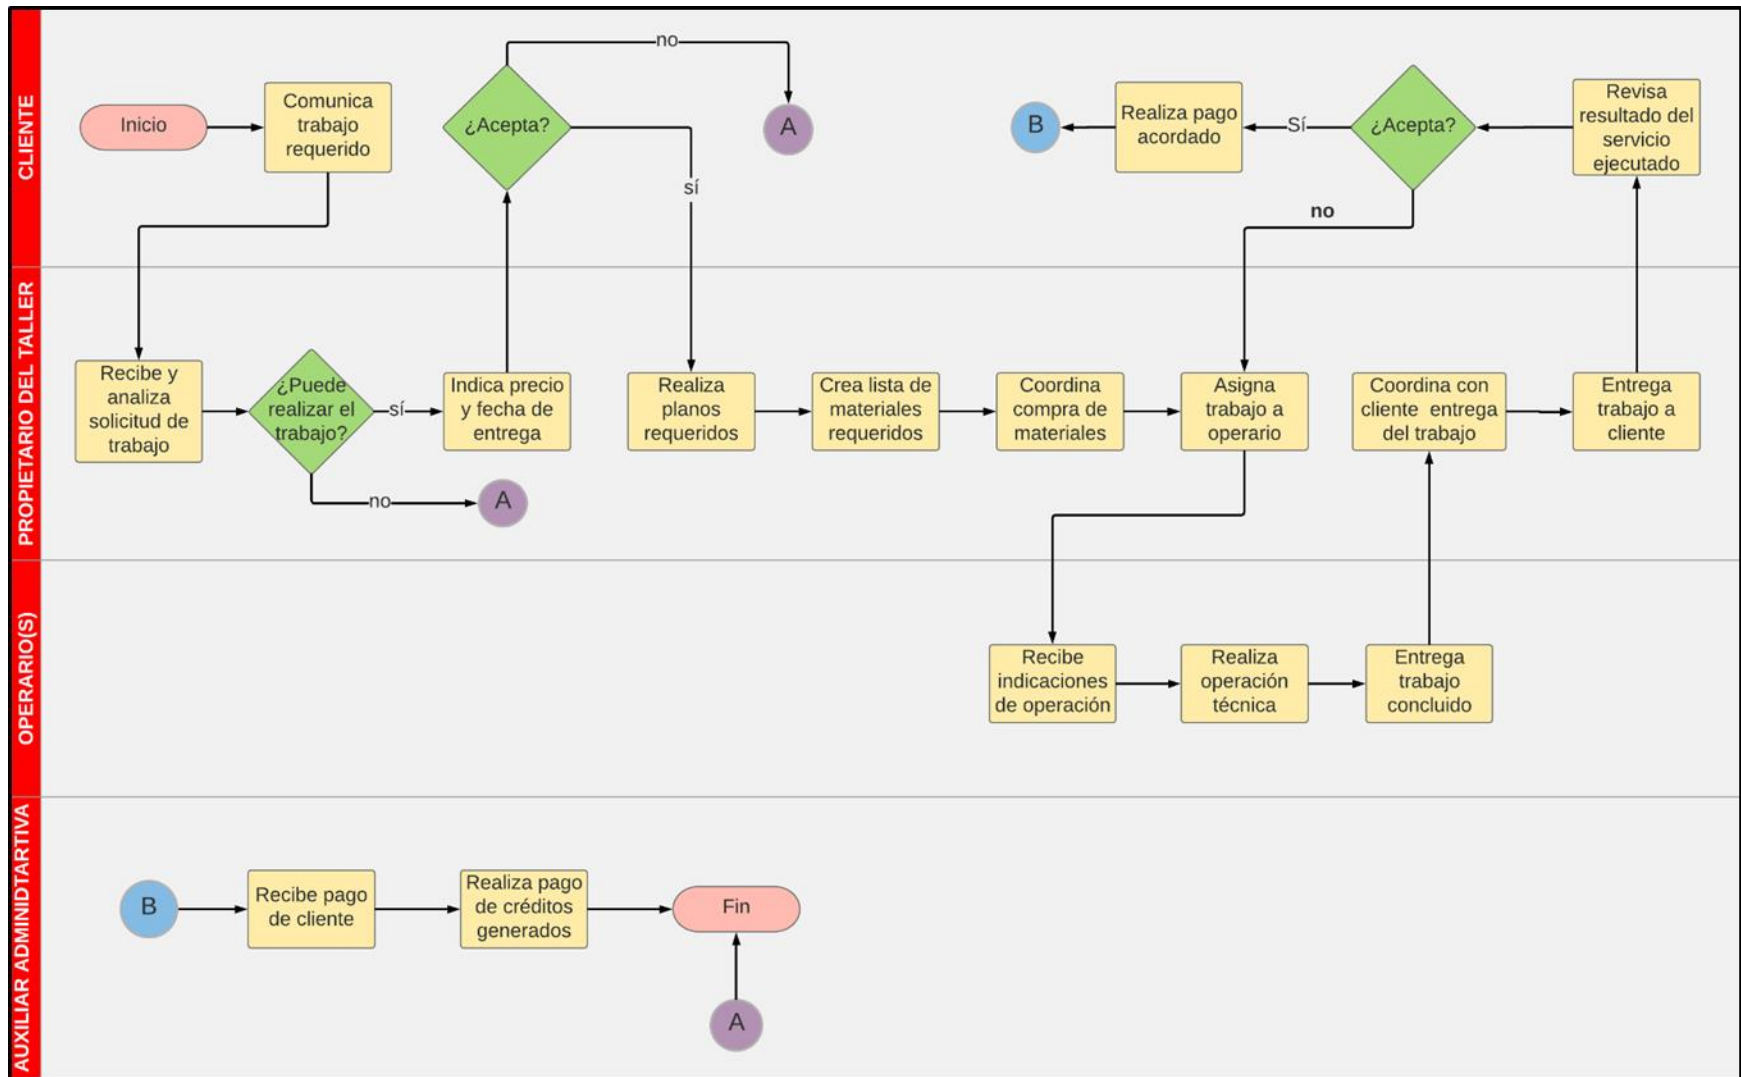 CLIENTE
Inicio
Comunica
trabajo
requerido
¿Acepta?
no
A
sí
B
Realiza pago
acordado
Sí
¿Acepta?
no
Revisa
resultado del
servicio
ejecutado
PROPIETARIO DEL TALLER
Recibe y
analiza
solicitud de
trabajo
¿Puede
realizar el
trabajo?
sí
no
A
Indica precio
y fecha de
entrega
Realiza
planos
requeridos
Crea lista de
materiales
requeridos
Coordina
compra de
materiales
Asigna
trabajo a
operario
Coordina con
cliente entrega
del trabajo
Entrega
trabajo a
cliente
OPERARIO(S)
Recibe
indicaciones
de operación
Realiza
operación
técnica
Entrega
trabajo
concluido
AUXILIAR ADMINIDTARTIVA
B
Recibe pago
de cliente
Realiza pago
de créditos
generados
Fin
A